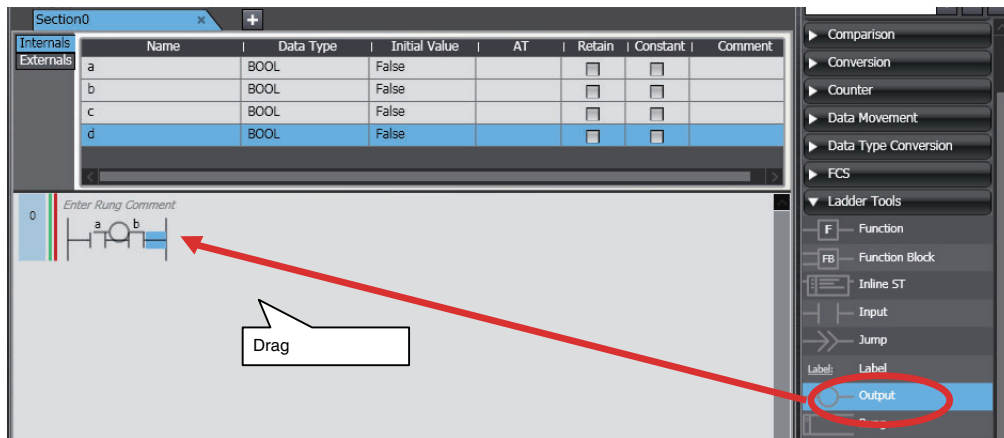 Section0 × +
Internals
Externals
Name Data Type Initial Value AT Retain Constant Comment
a BOOL False
b BOOL False
c BOOL False
d BOOL False
0 Enter Rung Comment
a b
Drag
Comparison
Conversion
Counter
Data Movement
Data Type Conversion
FCS
Ladder Tools
F Function
FB Function Block
Inline ST
Input
Jump
Label: Label
Output